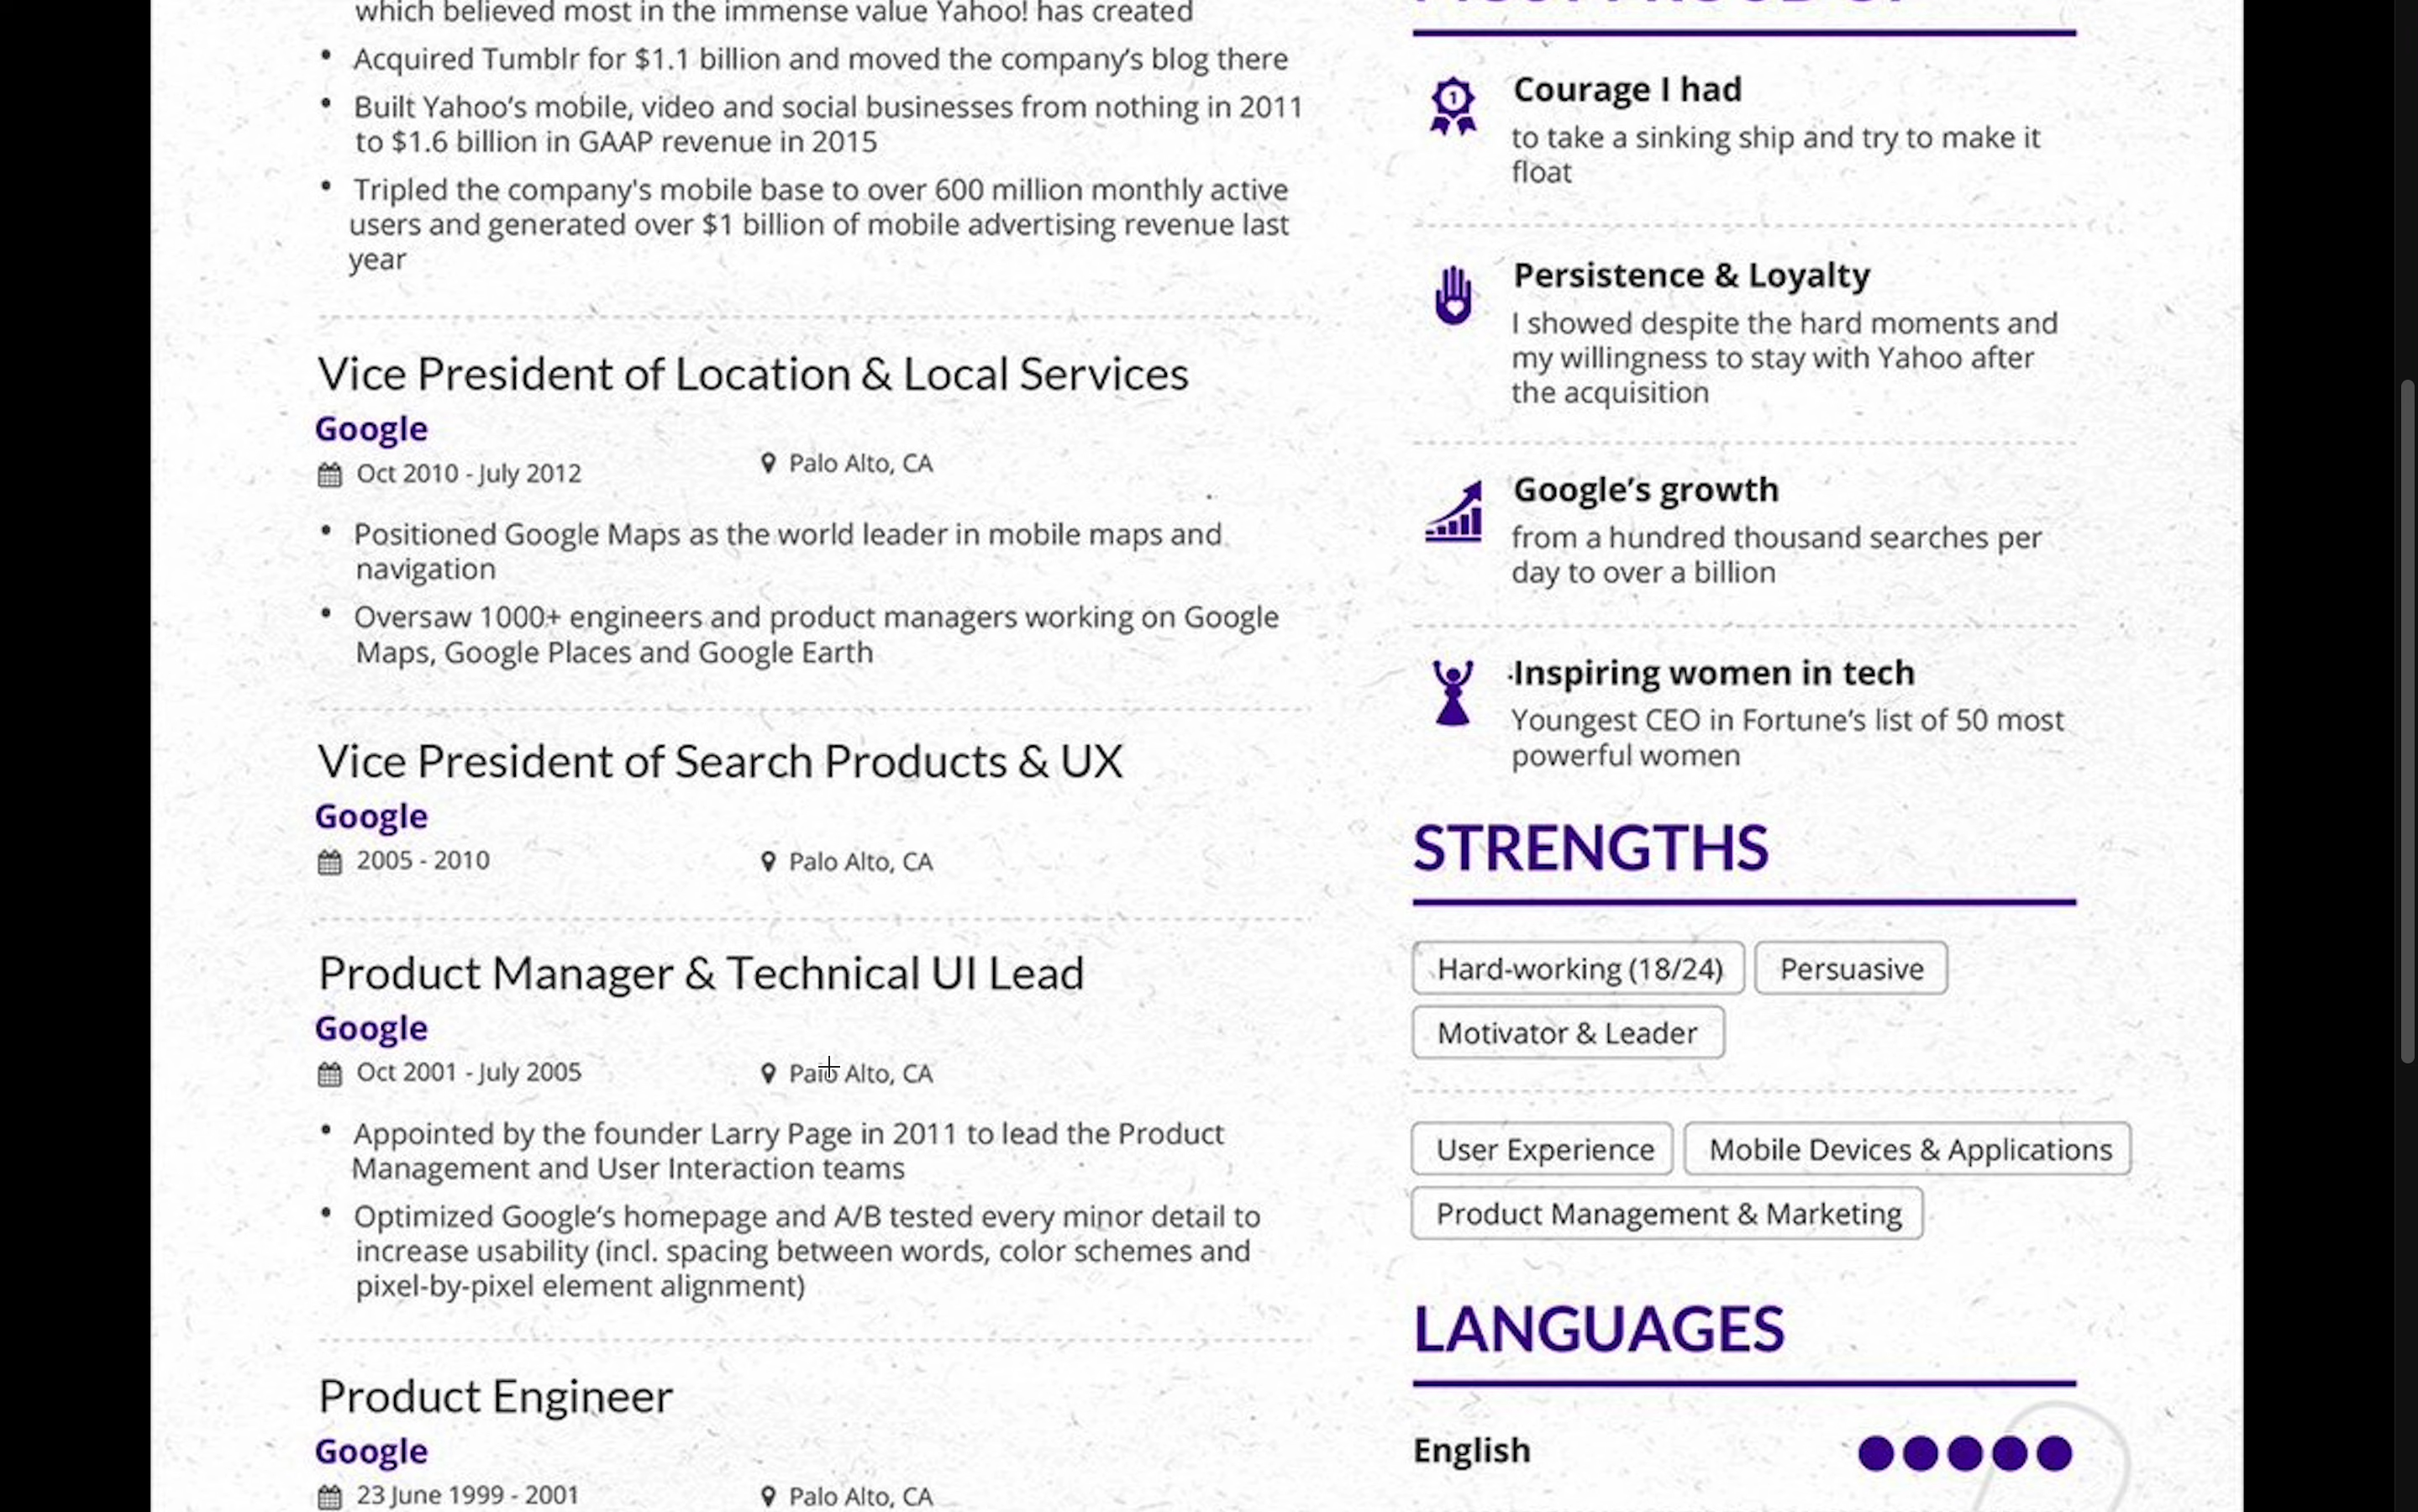 which believed most in the immense value Yahoo! has created
• Acquired Tumblr for $1.1 billion and moved the company’s blog there
• Built Yahoo’s mobile, video and social businesses from nothing in 2011
to $1.6 billion in GAAP revenue in 2015
• Tripled the company's mobile base to over 600 million monthly active
users and generated over $1 billion of mobile advertising revenue last
year
Vice President of Location & Local Services
Google
Oct 2010 - July 2012
Palo Alto, CA
• Positioned Google Maps as the world leader in mobile maps and
navigation
• Oversaw 1000+ engineers and product managers working on Google
Maps, Google Places and Google Earth
Vice President of Search Products & UX
Google
2005 - 2010
Palo Alto, CA
Product Manager & Technical UI Lead
Google
Oct 2001 - July 2005
Palo Alto, CA
• Appointed by the founder Larry Page in 2011 to lead the Product
Management and User Interaction teams
• Optimized Google’s homepage and A/B tested every minor detail to
increase usability (incl. spacing between words, color schemes and
pixel-by-pixel element alignment)
Product Engineer
Google
23 June 1999 - 2001
Palo Alto, CA
1
Courage I had
to take a sinking ship and try to make it
float
Persistence & Loyalty
I showed despite the hard moments and
my willingness to stay with Yahoo after
the acquisition
Google’s growth
from a hundred thousand searches per
day to over a billion
Inspiring women in tech
Youngest CEO in Fortune’s list of 50 most
powerful women
STRENGTHS
Hard-working (18/24)
Persuasive
Motivator & Leader
User Experience
Mobile Devices & Applications
Product Management & Marketing
LANGUAGES
English